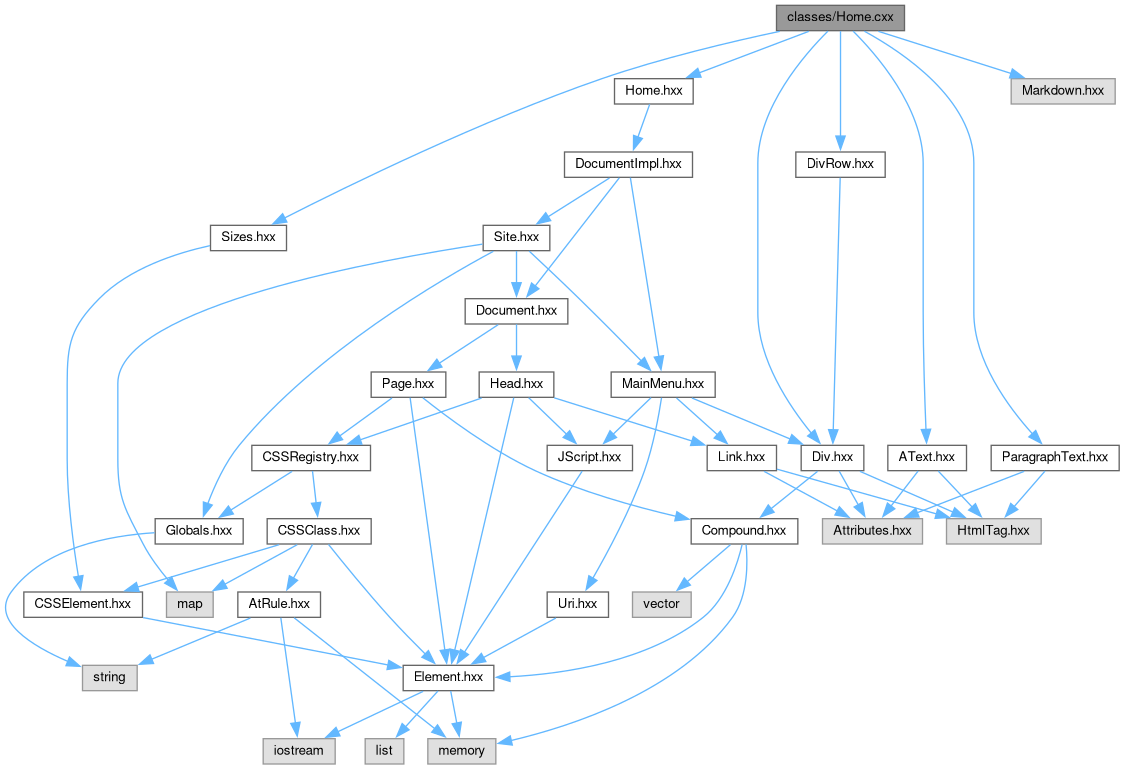 classes/Home.cxx
Home.hxx
Markdown.hxx
DocumentImpl.hxx
DivRow.hxx
Sizes.hxx
Site.hxx
Document.hxx
Page.hxx
Head.hxx
MainMenu.hxx
CSSRegistry.hxx
JScript.hxx
Link.hxx
Div.hxx
AText.hxx
ParagraphText.hxx
Globals.hxx
CSSClass.hxx
Compound.hxx
Attributes.hxx
HtmlTag.hxx
CSSElement.hxx
map
AtRule.hxx
Uri.hxx
vector
string
Element.hxx
iostream
list
memory